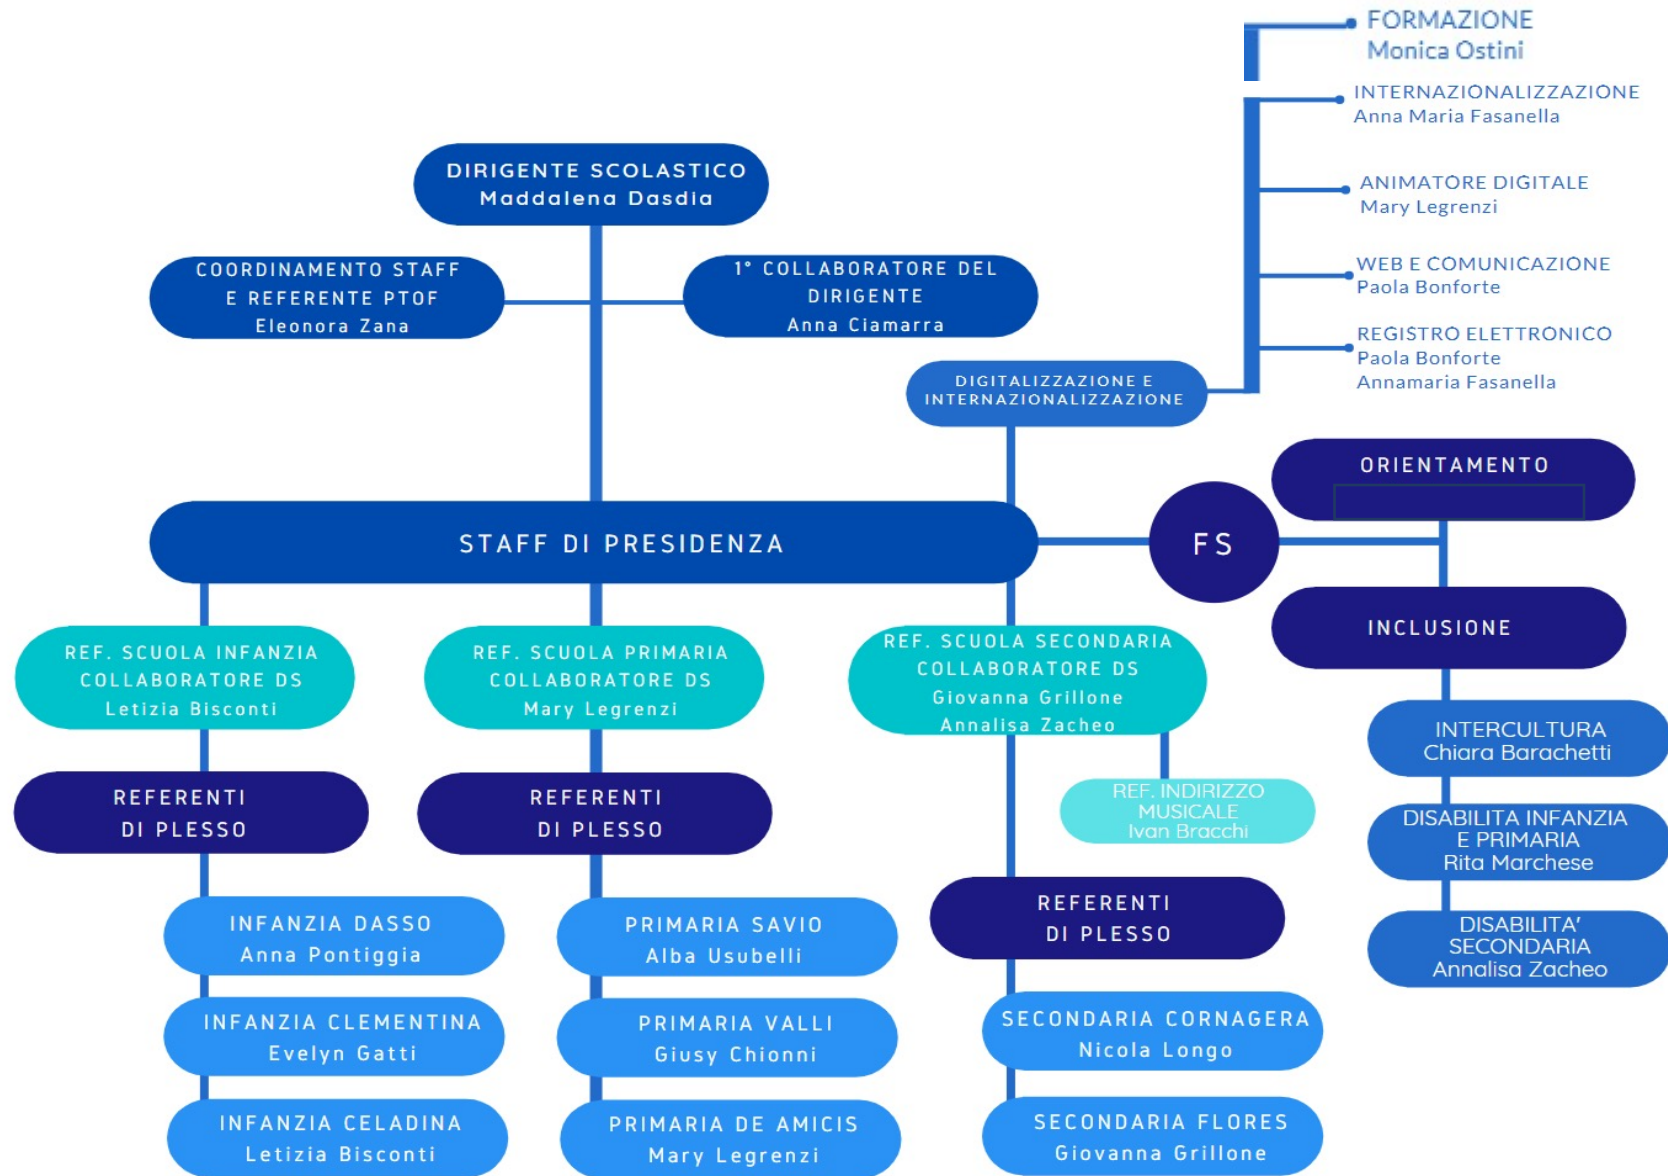 FORMAZIONE
Monica Ostini
INTERNAZIONALIZZAZIONE
Anna Maria Fasanella
ANIMATORE DIGITALE
Mary Legrenzi
WEB E COMUNICAZIONE
Paola Bonforte
REGISTRO ELETTRONICO
Paola Bonforte
Annamaria Fasanella
DIRIGENTE SCOLASTICO
Maddalena Dasdia
COORDINAMENTO STAFF
E REFERENTE PTOF
Eleonora Zana
1° COLLABORATORE DEL
DIRIGENTE
Anna Ciamarra
DIGITALIZZAZIONE E
INTERNAZIONALIZZAZIONE
STAFF DI PRESIDENZA
FS
ORIENTAMENTO
INCLUSIONE
INTERCULTURA
Chiara Barachetti
DISABILITA INFANZIA
E PRIMARIA
Rita Marchese
DISABILITA'
SECONDARIA
Annalisa Zacheo
REF. SCUOLA INFANZIA
COLLABORATORE DS
Letizia Bisconti
REFERENTI
DI PLESSO
INFANZIA DASSO
Anna Pontiggia
INFANZIA CLEMENTINA
Evelyn Gatti
INFANZIA CELADINA
Letizia Bisconti
REF. SCUOLA PRIMARIA
COLLABORATORE DS
Mary Legrenzi
REFERENTI
DI PLESSO
PRIMARIA SAVIO
Alba Usubelli
PRIMARIA VALLI
Giusy Chionni
PRIMARIA DE AMICIS
Mary Legrenzi
REF. SCUOLA SECONDARIA
COLLABORATORE DS
Giovanna Grillone
Annalisa Zacheo
REF. INDIRIZZO
MUSICALE
Ivan Bracchi
REFERENTI
DI PLESSO
SECONDARIA CORNAGERA
Nicola Longo
SECONDARIA FLORES
Giovanna Grillone